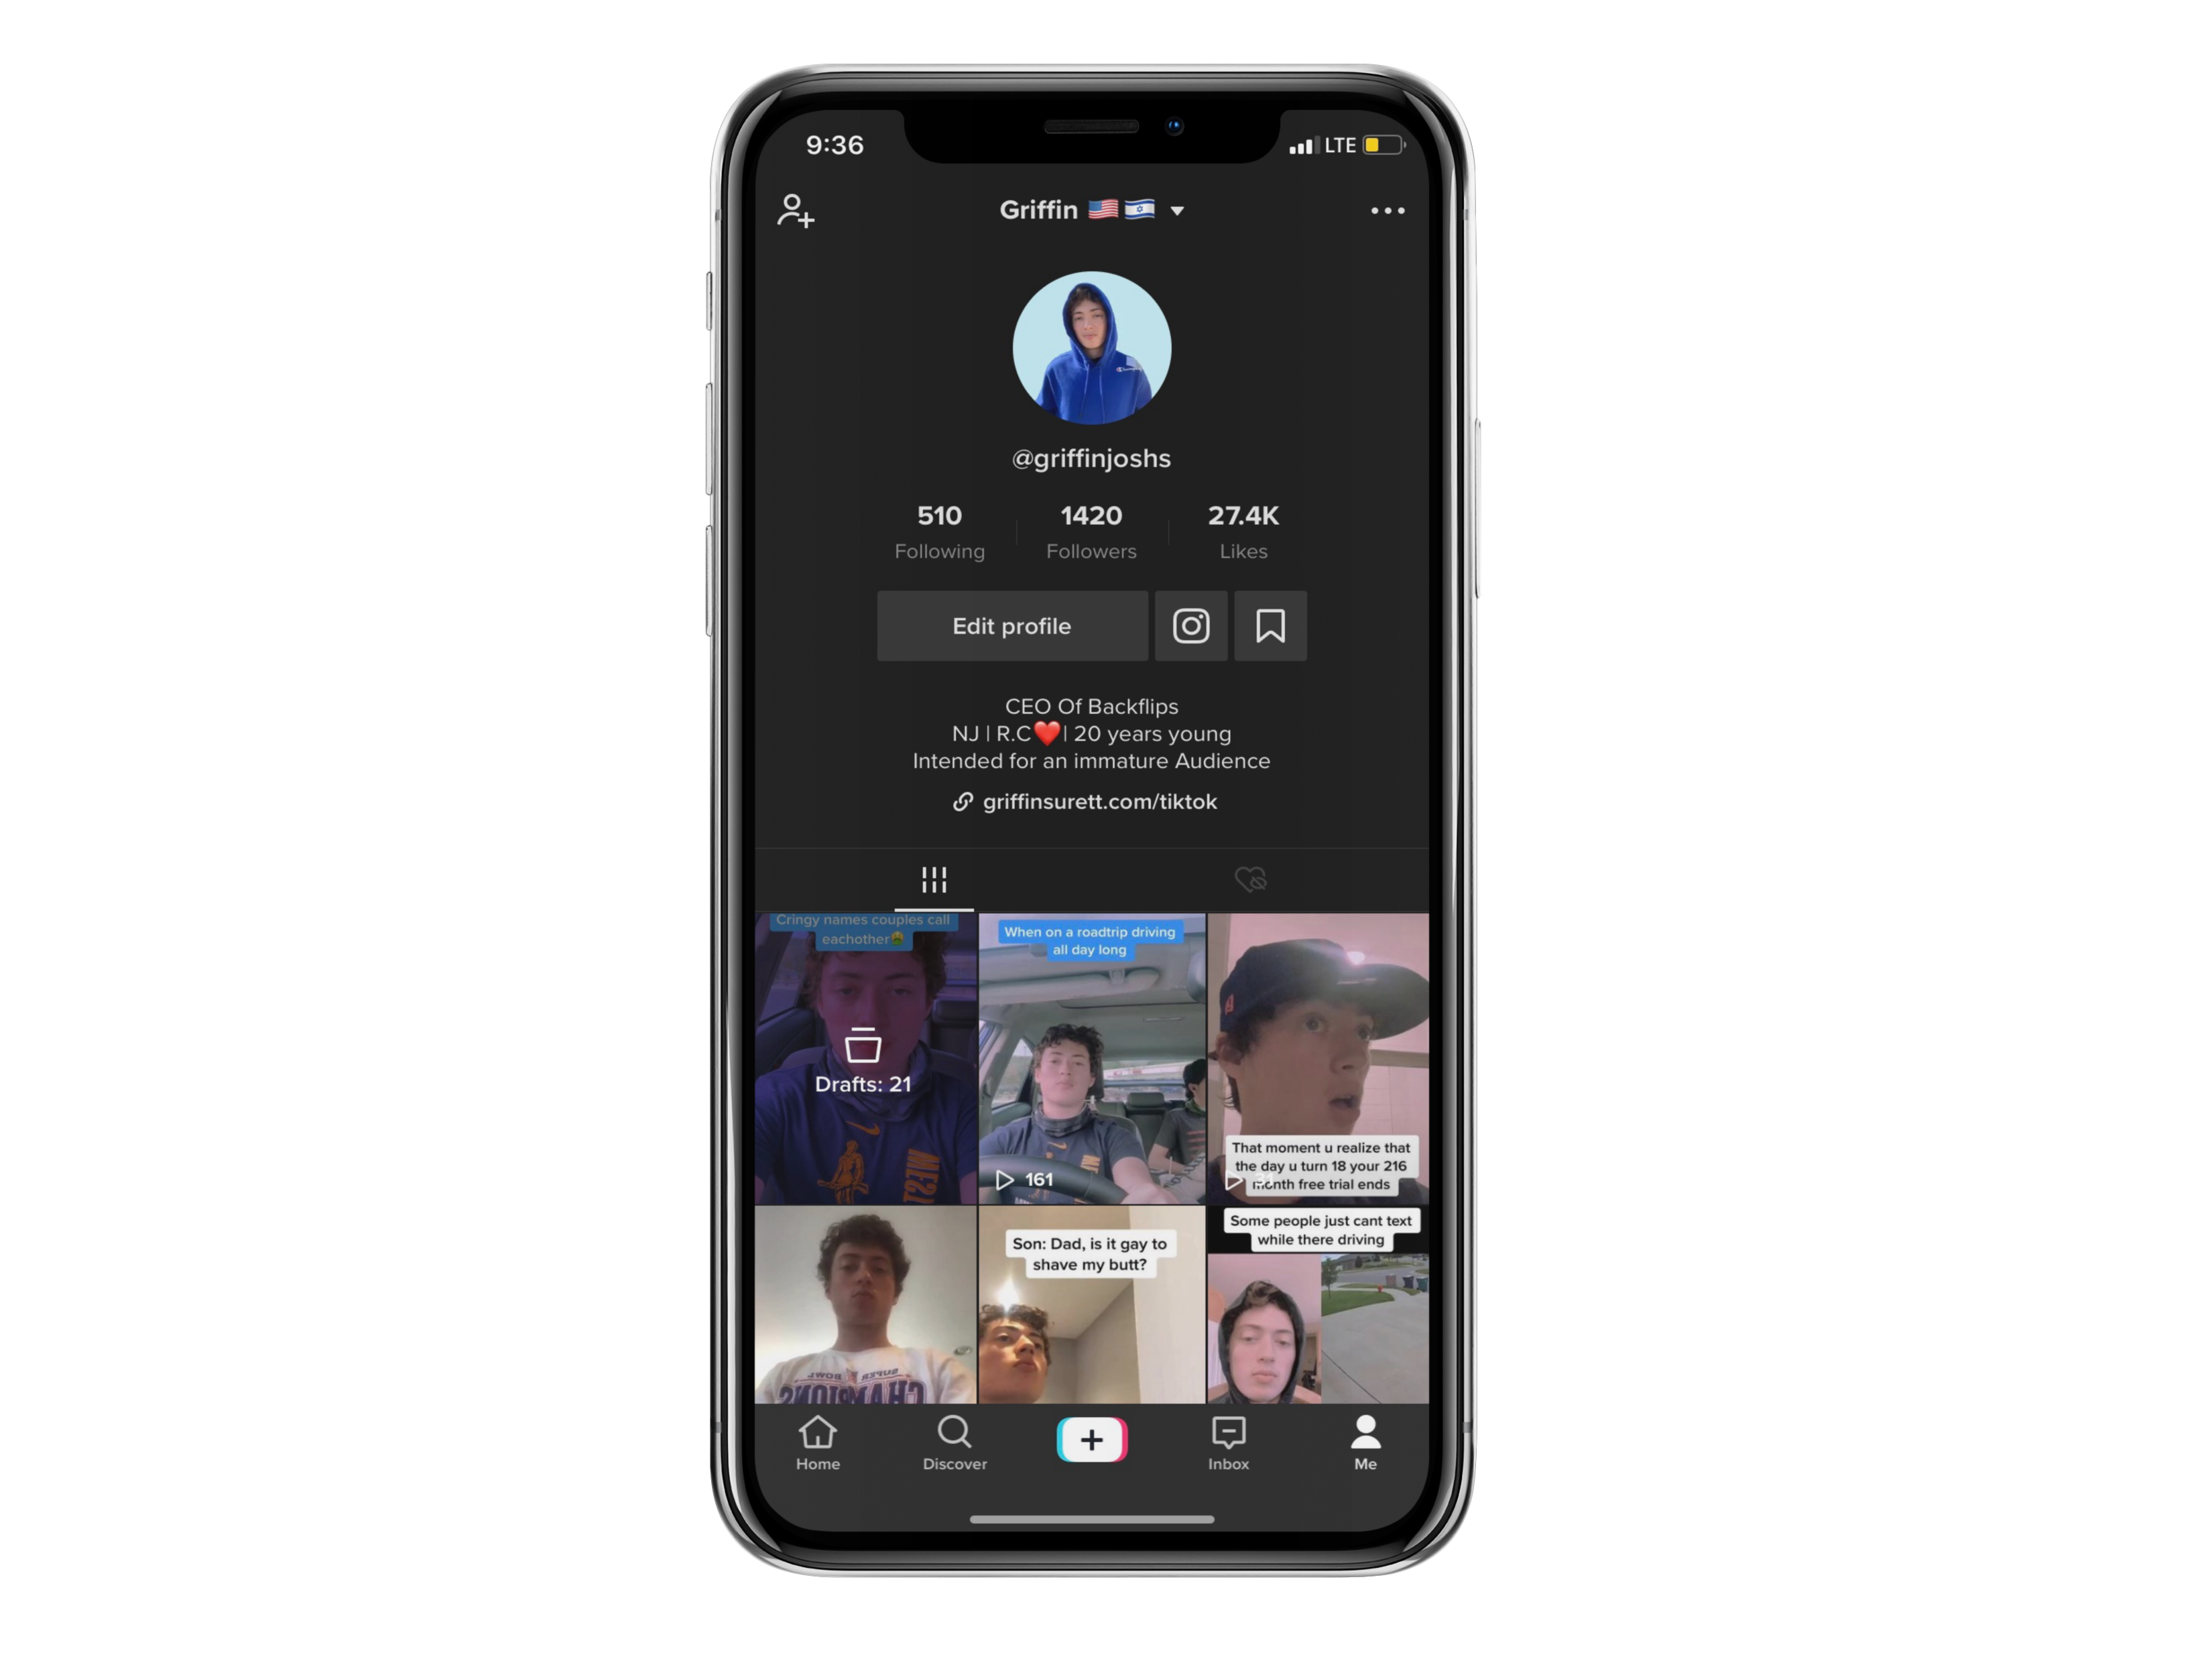 9:36
LTE
Griffin 🇺🇸 🇮🇱
@griffinjoshs
510
1420
27.4K
Following
Followers
Likes
Edit profile
CEO Of Backflips
NJ | R.C❤️| 20 years young
Intended for an immature Audience
griffinsurett.com/tiktok
Cringy names couples call
eachother🤮
Drafts: 21
WEST
When on a roadtrip driving
all day long
161
That moment u realize that
the day u turn 18 your 216
month free trial ends
SUPER BOWL
CHAMPIONS
Son: Dad, is it gay to
shave my butt?
Some people just cant text
while there driving
Home
Discover
Inbox
Me